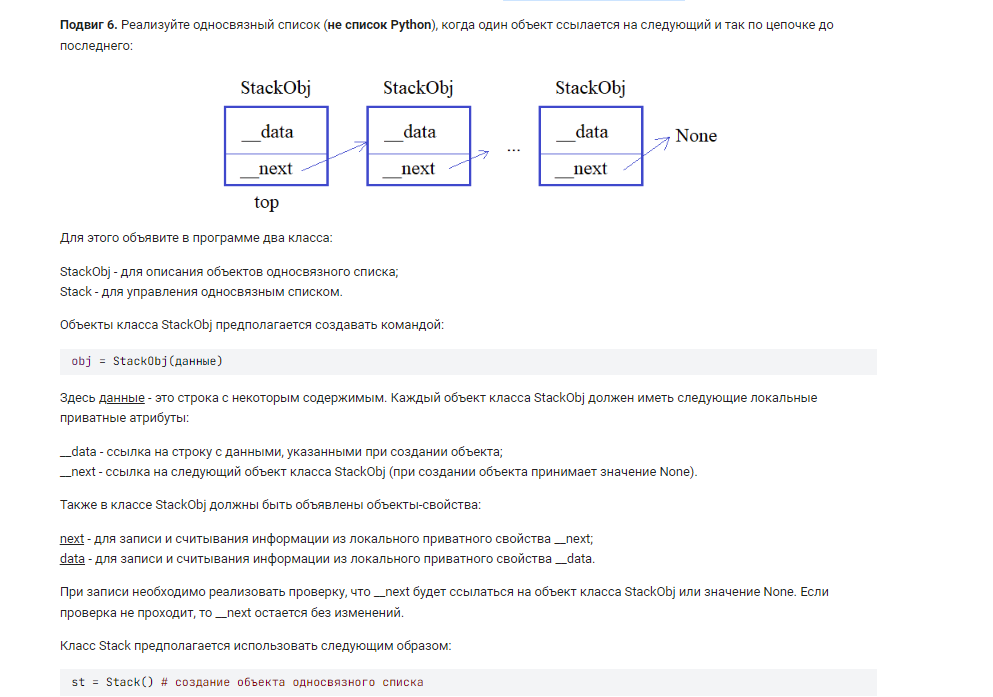 Подвиг 6. Реализуйте односвязный список (не список Python), когда один объект ссылается на следующий и так по цепочке до
последнего:
StackObj StackObj StackObj
__data __data __data None
...
__next __next __next
top
Для этого объявите в программе два класса:
StackObj - для описания объектов односвязного списка;
Stack - для управления односвязным списком.
Объекты класса StackObj предполагается создавать командой:
obj = StackObj(данные)
Здесь данные - это строка с некоторым содержимым. Каждый объект класса StackObj должен иметь следующие локальные
приватные атрибуты:
__data - ссылка на строку с данными, указанными при создании объекта;
__next - ссылка на следующий объект класса StackObj (при создании объекта принимает значение None).
Также в классе StackObj должны быть объявлены объекты-свойства:
next - для записи и считывания информации из локального приватного свойства __next;
data - для записи и считывания информации из локального приватного свойства __data.
При записи необходимо реализовать проверку, что __next будет ссылаться на объект класса StackObj или значение None. Если
проверка не проходит, то __next остается без изменений.
Класс Stack предполагается использовать следующим образом:
st = Stack() # создание объекта односвязного списка